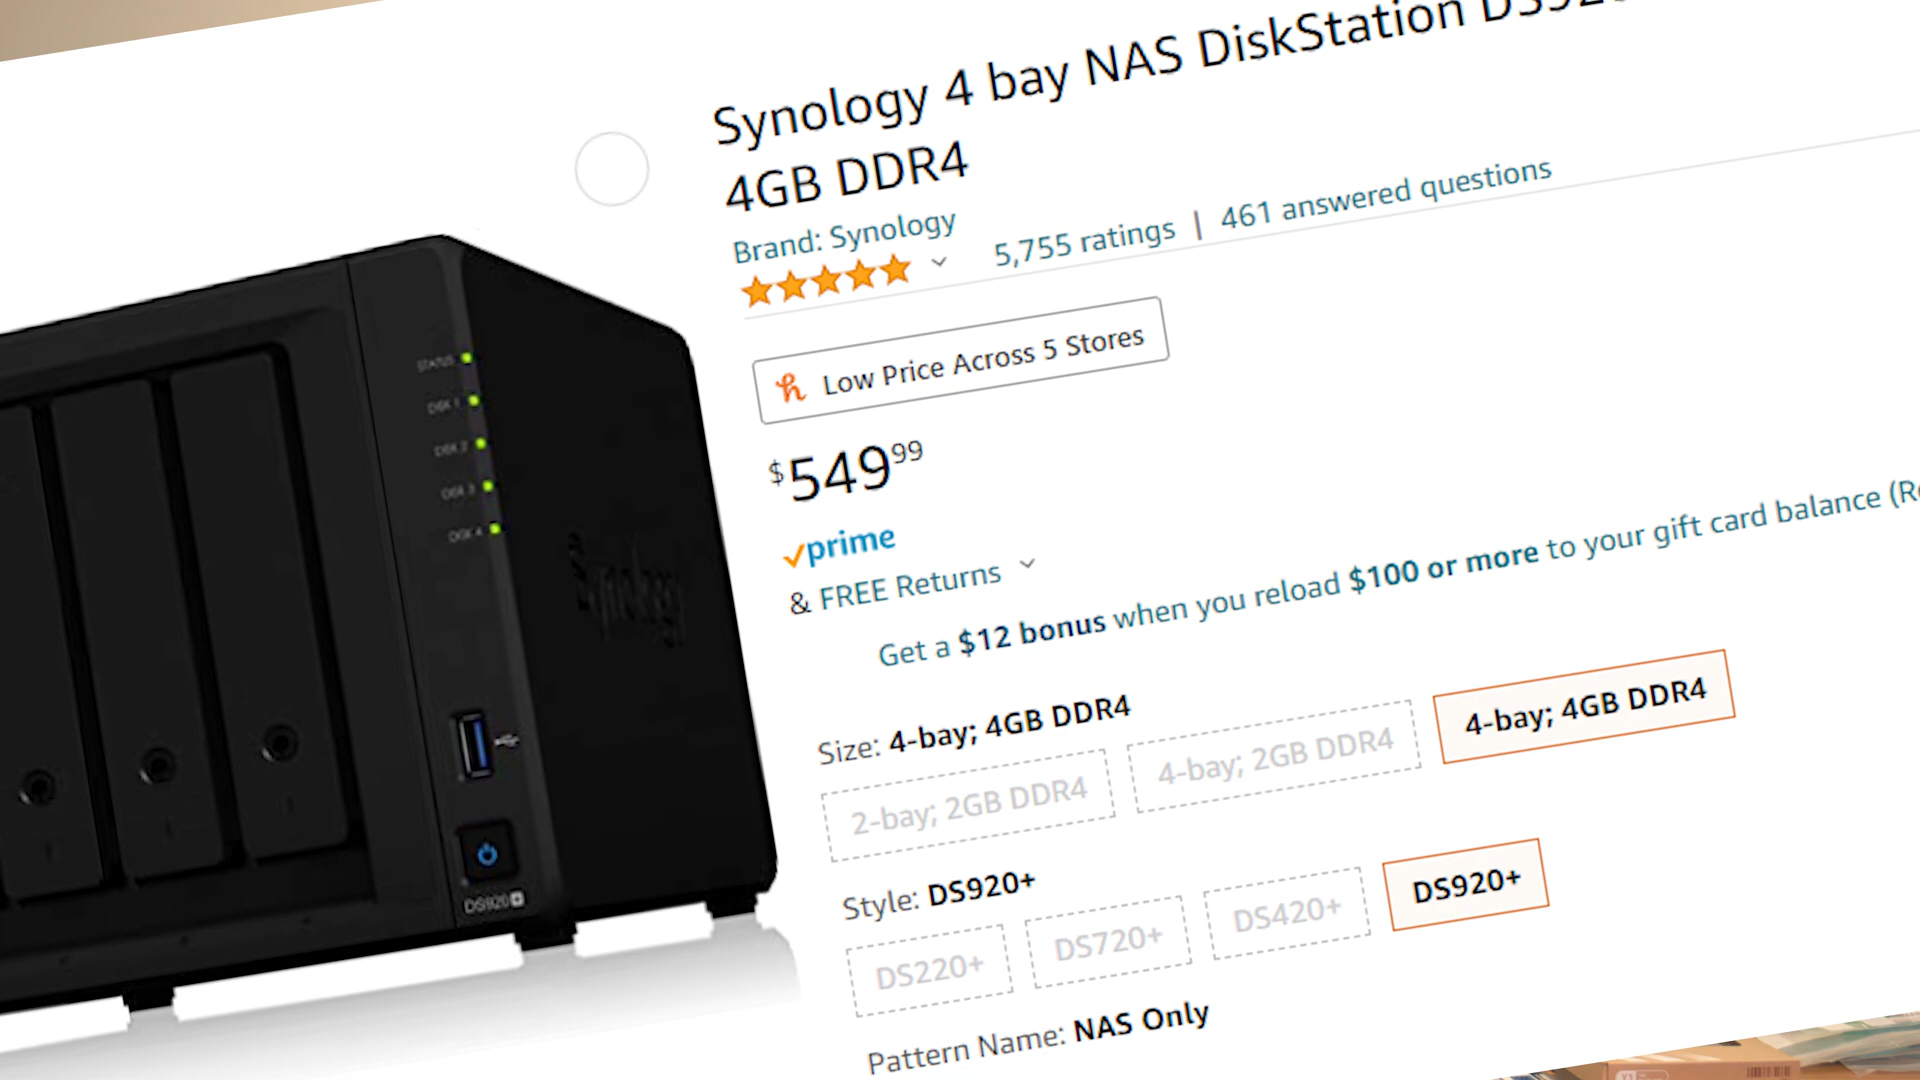 Synology 4 bay NAS DiskStation DS920
4GB DDR4
Brand: Synology
5,755 ratings | 461 answered questions
Low Price Across 5 Stores
$549 99
prime
& FREE Returns
Get a $12 bonus when you reload $100 or more to your gift card balance (Re
Size: 4-bay; 4GB DDR4
2-bay; 2GB DDR4
4-bay; 2GB DDR4
4-bay; 4GB DDR4
Style: DS920+
DS220+
DS720+
DS420+
DS920+
Pattern Name: NAS Only
STATUS
DISK 1
DISK 2
DISK 3
DISK 4
Synology
DS920+